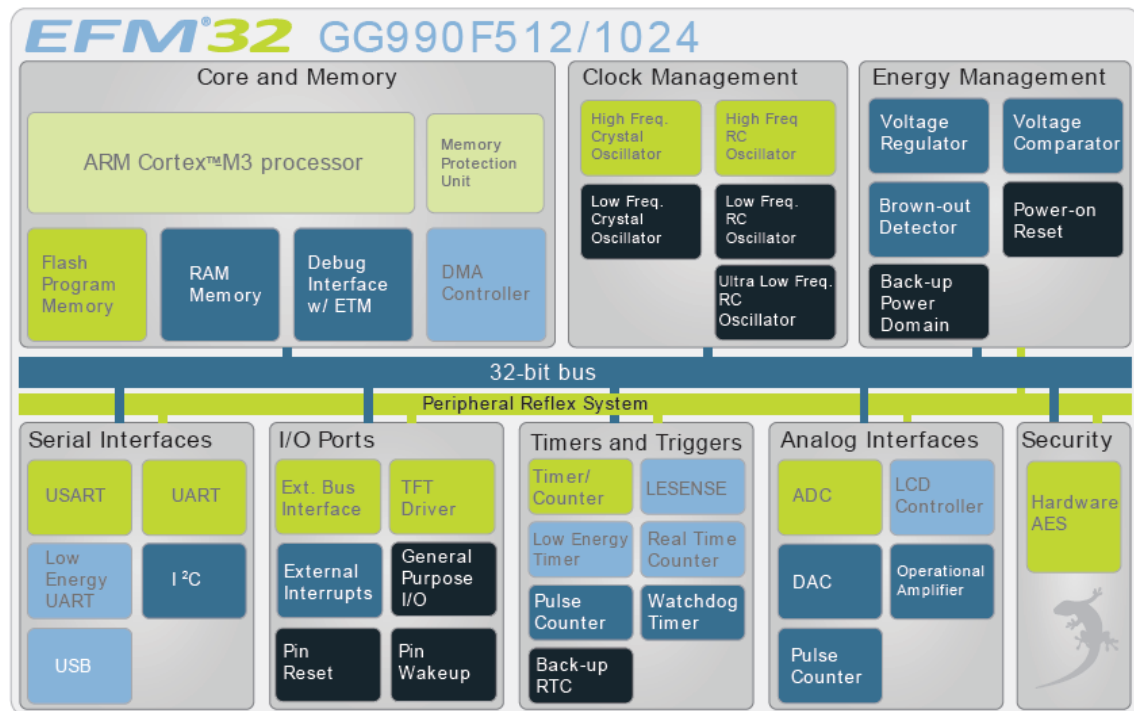 EFM®32 GG990F512/1024
Core and Memory
ARM Cortex™-M3 processor
Memory
Protection
Unit
Flash
Program
Memory
RAM
Memory
Debug
Interface
w/ ETM
DMA
Controller
Clock Management
High Freq.
Crystal
Oscillator
High Freq
RC
Oscillator
Low Freq.
Crystal
Oscillator
Low Freq.
RC
Oscillator
Ultra Low Freq.
RC
Oscillator
Energy Management
Voltage
Regulator
Voltage
Comparator
Brown-out
Detector
Power-on
Reset
Back-up
Power
Domain
32-bit bus
Peripheral Reflex System
Serial Interfaces
USART
UART
Low
Energy
UART
I²C
USB
I/O Ports
Ext. Bus
Interface
TFT
Driver
External
Interrupts
General
Purpose
I/O
Pin
Reset
Pin
Wakeup
Timers and Triggers
Timer/
Counter
LESENSE
Low Energy
Timer
Real Time
Counter
Pulse
Counter
Watchdog
Timer
Back-up
RTC
Analog Interfaces
ADC
LCD
Controller
DAC
Operational
Amplifier
Pulse
Counter
Security
Hardware
AES